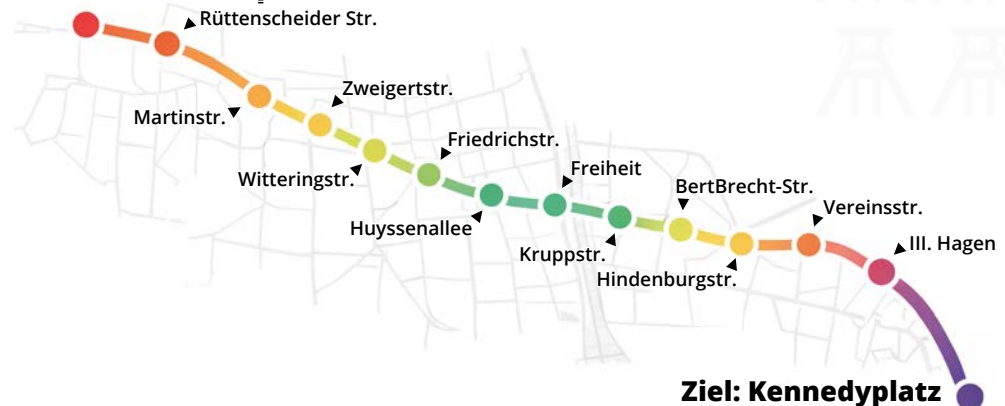 Rüttenscheider Str.
Martinstr.
Zweigertstr.
Witteringstr.
Friedrichstr.
Huyssenallee
Freiheit
Kruppstr.
BertBrecht-Str.
Hindenburgstr.
Vereinsstr.
III. Hagen
Ziel: Kennedyplatz